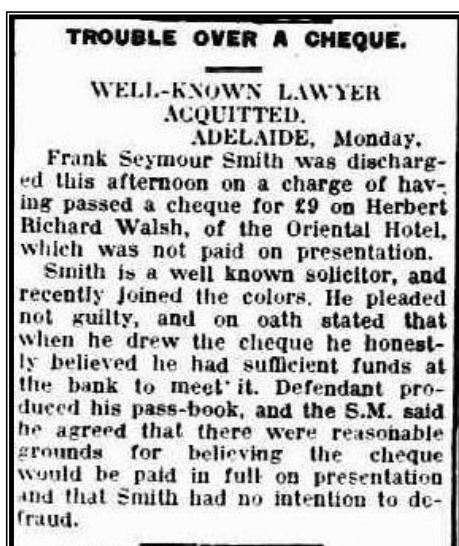 TROUBLE OVER A CHEQUE.
WELL-KNOWN LAWYER
ACQUITTED.
ADELAIDE, Monday.
Frank Seymour Smith was discharg-
ed this afternoon on a charge of hav-
ing passed a cheque for £9 on Herbert
Richard Walsh, of the Oriental Hotel,
which was not paid on presentation.
Smith is a well known solicitor, and
recently joined the colors. He pleaded
not guilty, and on oath stated that
when he drew the cheque he honest-
ly believed he had sufficient funds at
the bank to meet it. Defendant pro-
duced his pass-book, and the S.M. said
he agreed that there were reasonable
grounds for believing the cheque
would be paid in full on presentation
and that Smith had no intention to de-
fraud.